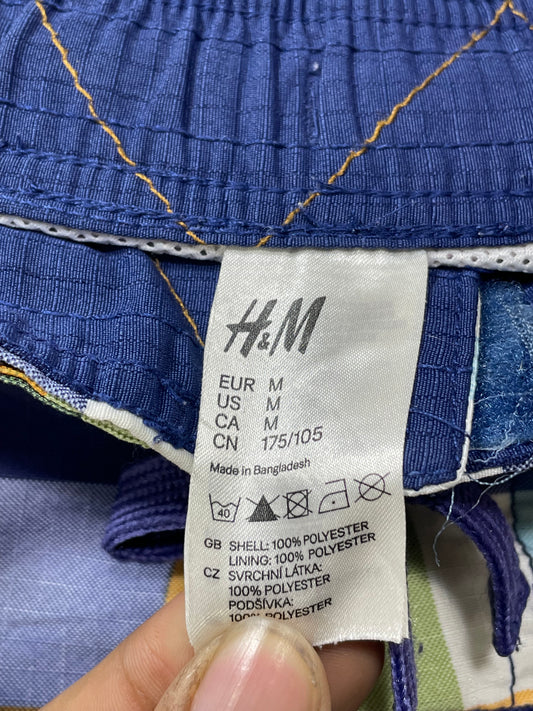 H&M
EUR M
US M
CA M
CN 175/105
Made in Bangladesh
40
GB SHELL: 100% POLYESTER
LINING: 100% POLYESTER
CZ SVRCHNÍ LÁTKA:
100% POLYESTER
PODŠÍVKA:
100% POLYESTER